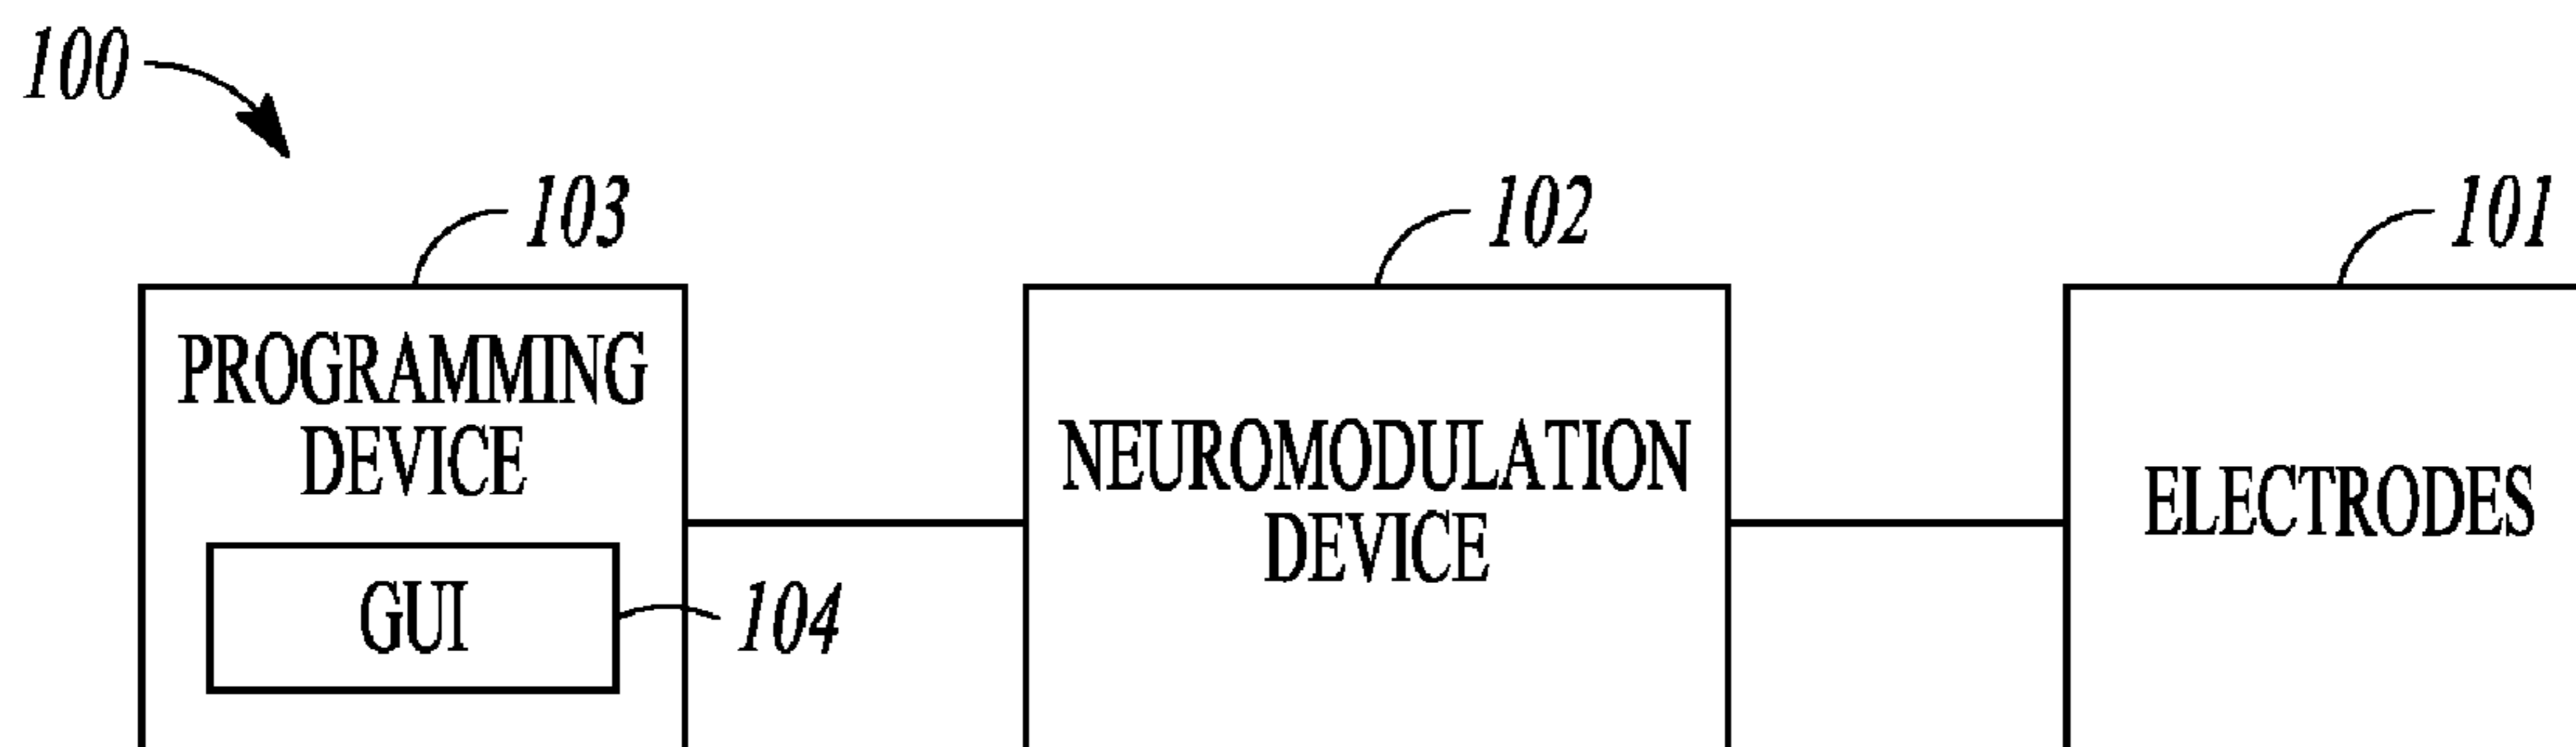 100
103
102
101
PROGRAMMING
DEVICE
NEUROMODULATION
DEVICE
ELECTRODES
GUI
104